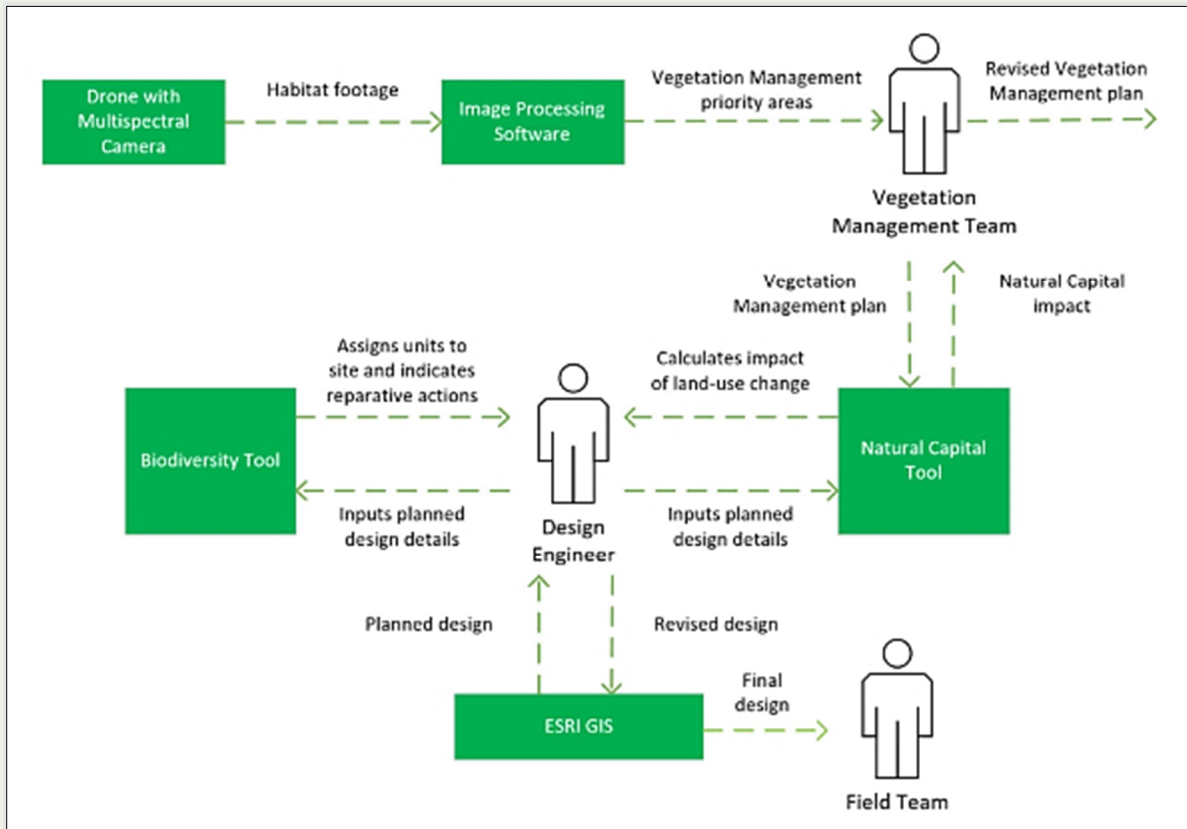 Drone with
Multispectral
Camera
Habitat footage
Image Processing
Software
Vegetation Management
priority areas
Revised Vegetation
Management plan
Vegetation
Management Team
Vegetation
Management plan
Natural Capital
impact
Assigns units to
site and indicates
reparative actions
Calculates impact
of land-use change
Biodiversity Tool
Natural Capital
Tool
Inputs planned
design details
Design
Engineer
Inputs planned
design details
Planned design
Revised design
ESRI GIS
Final
design
Field Team